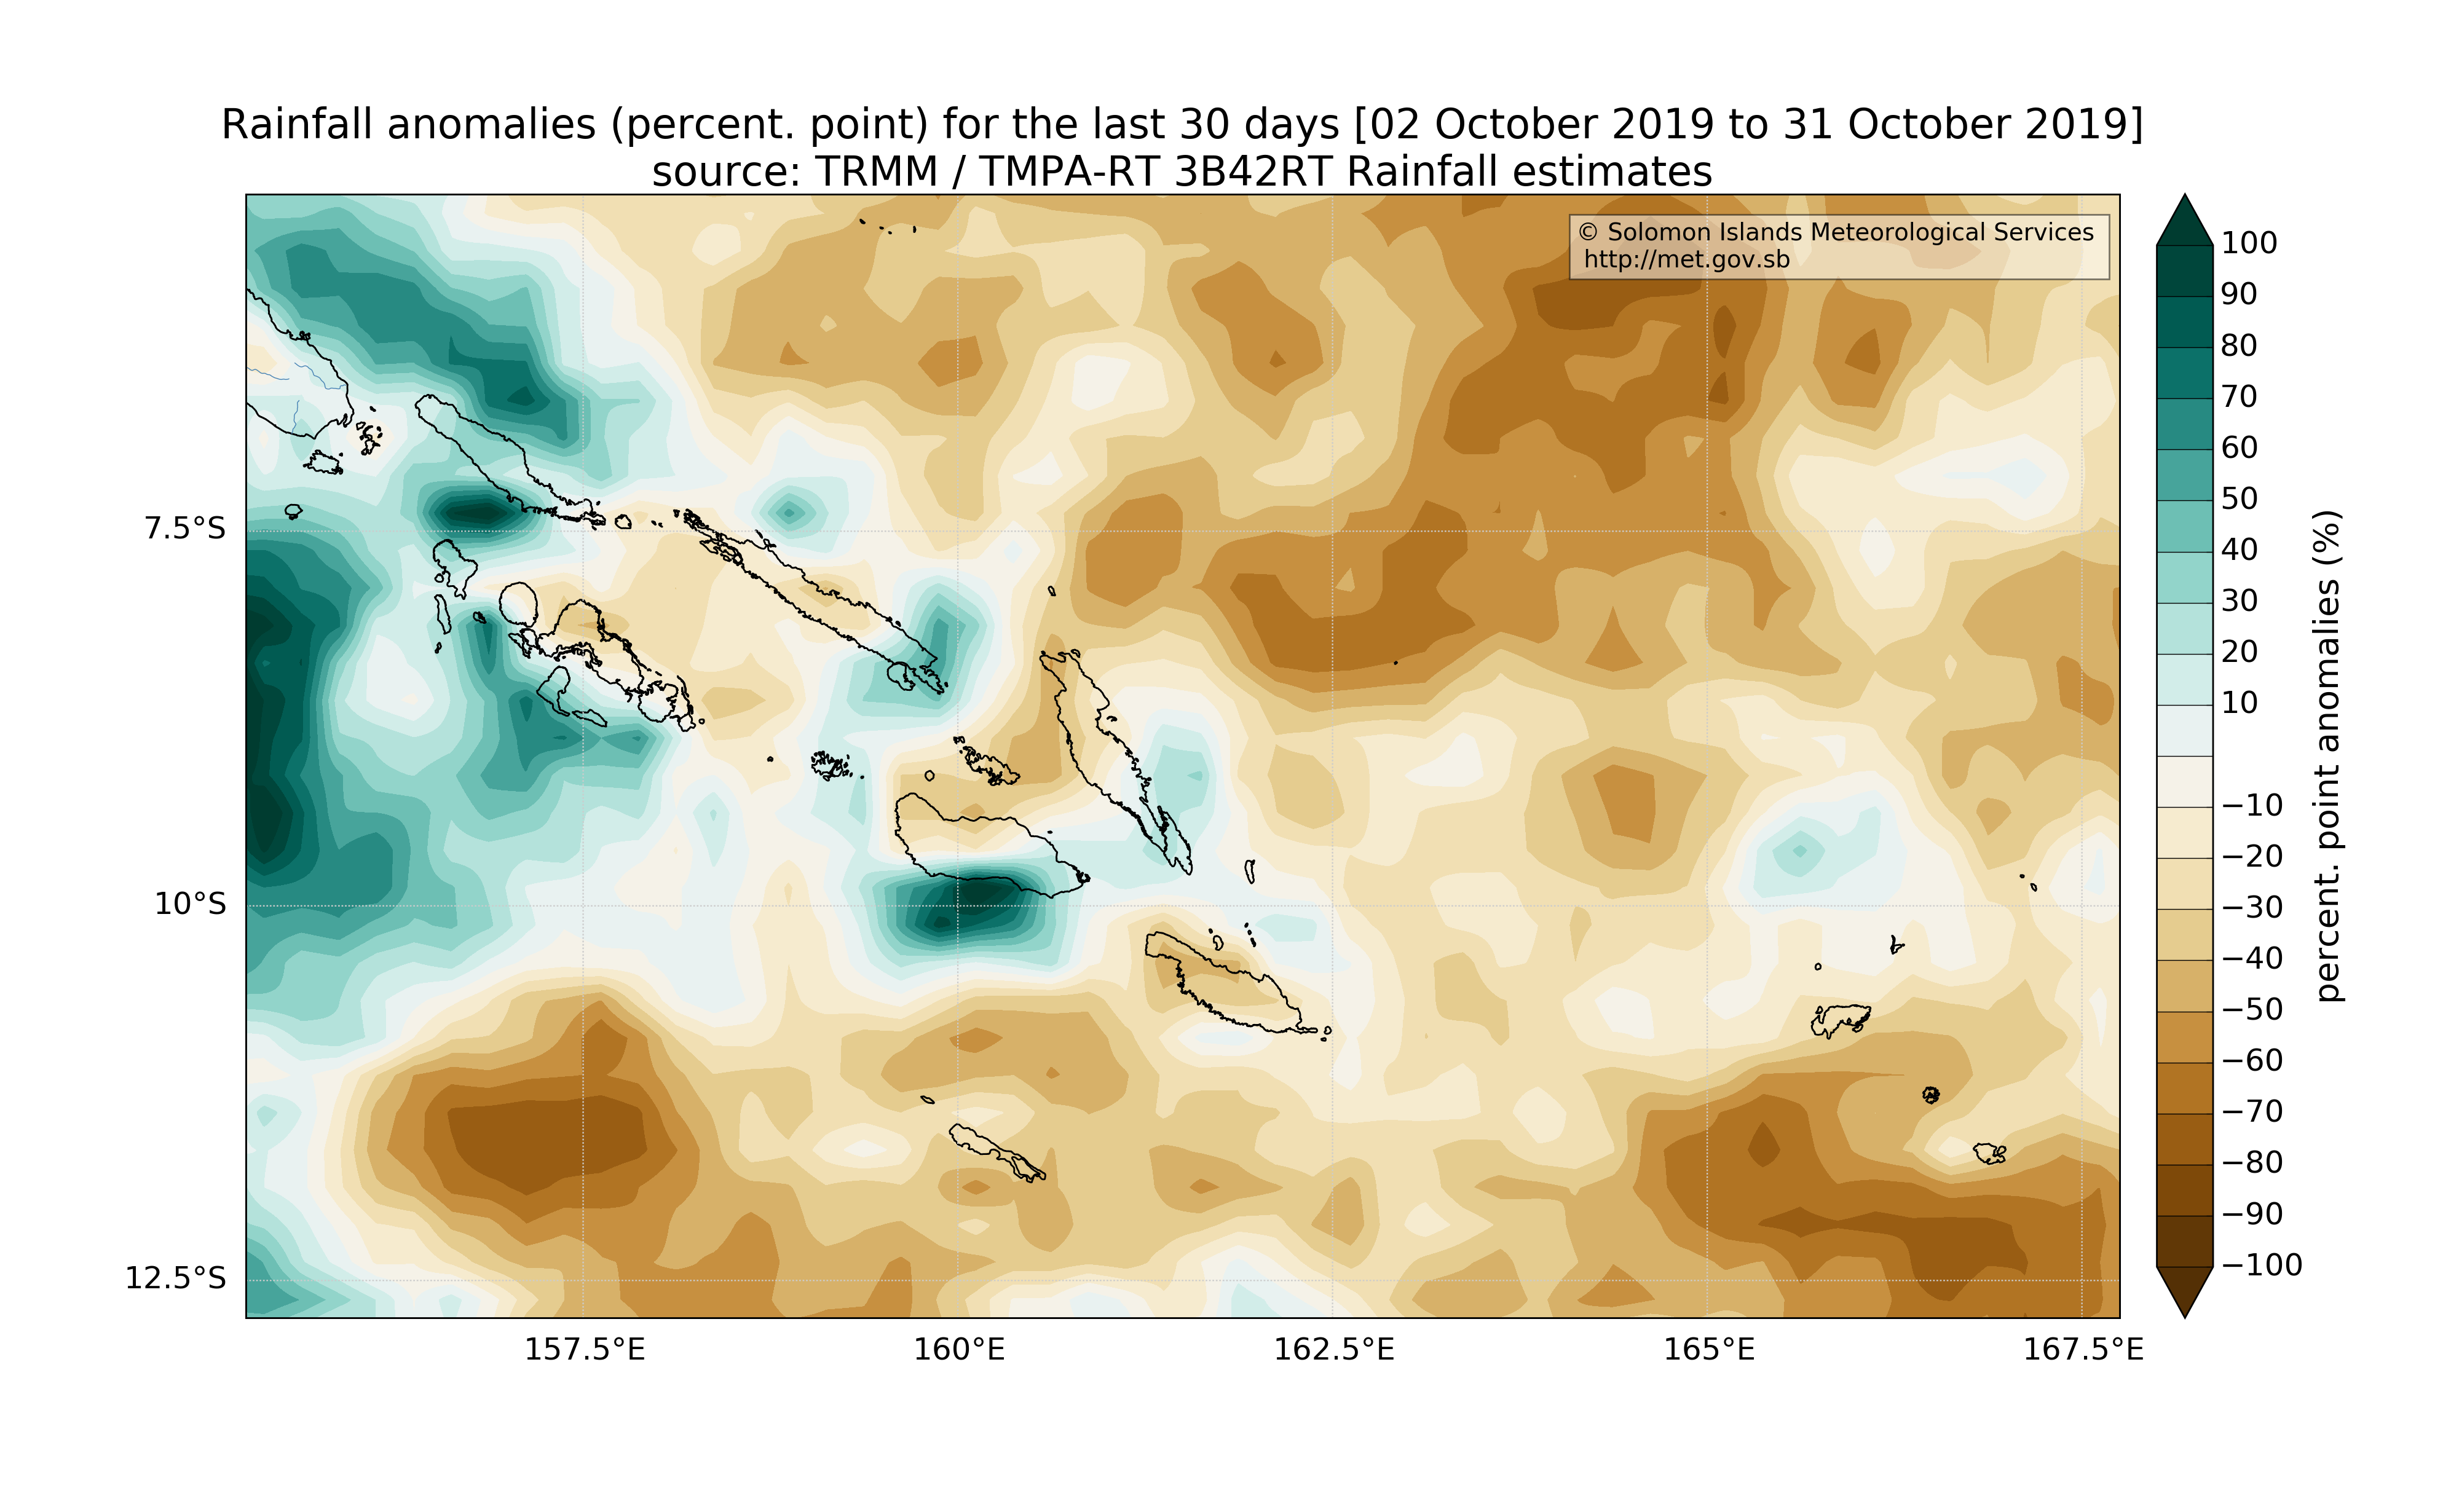 Rainfall anomalies (percent. point) for the last 30 days [02 October 2019 to 31 October 2019]
source: TRMM / TMPA-RT 3B42RT Rainfall estimates
© Solomon Islands Meteorological Services
http://met.gov.sb
7.5°S
10°S
12.5°S
157.5°E
160°E
162.5°E
165°E
167.5°E
100
90
80
70
60
50
40
30
20
10
−10
−20
−30
−40
−50
−60
−70
−80
−90
−100
percent. point anomalies (%)